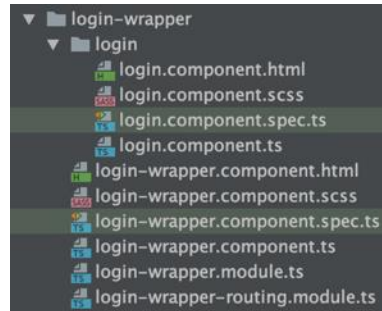 login-wrapper
login
login.component.html
login.component.scss
login.component.spec.ts
login.component.ts
login-wrapper.component.html
login-wrapper.component.scss
login-wrapper.component.spec.ts
login-wrapper.component.ts
login-wrapper.module.ts
login-wrapper-routing.module.ts